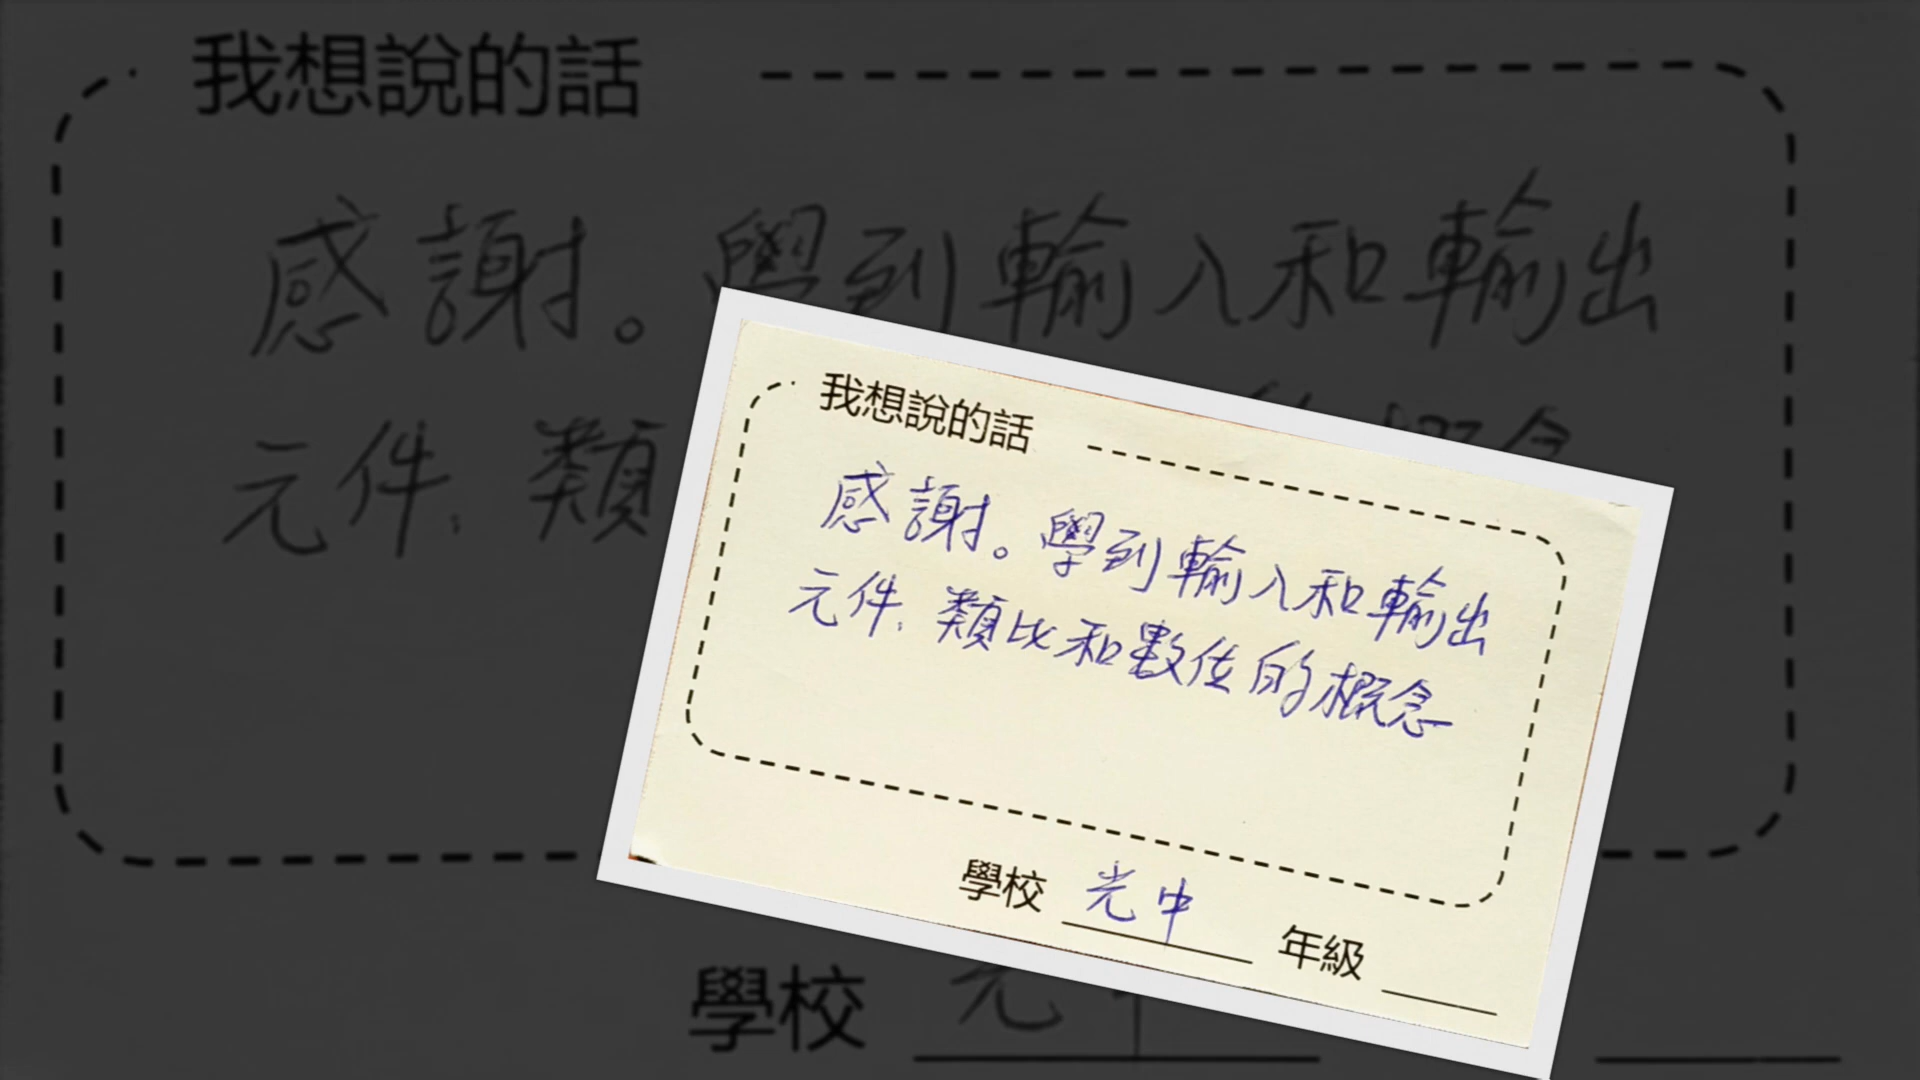 我想說的話
感謝。學到輸入和輸出
元件、類比和數位的概念
學校 光中 年級